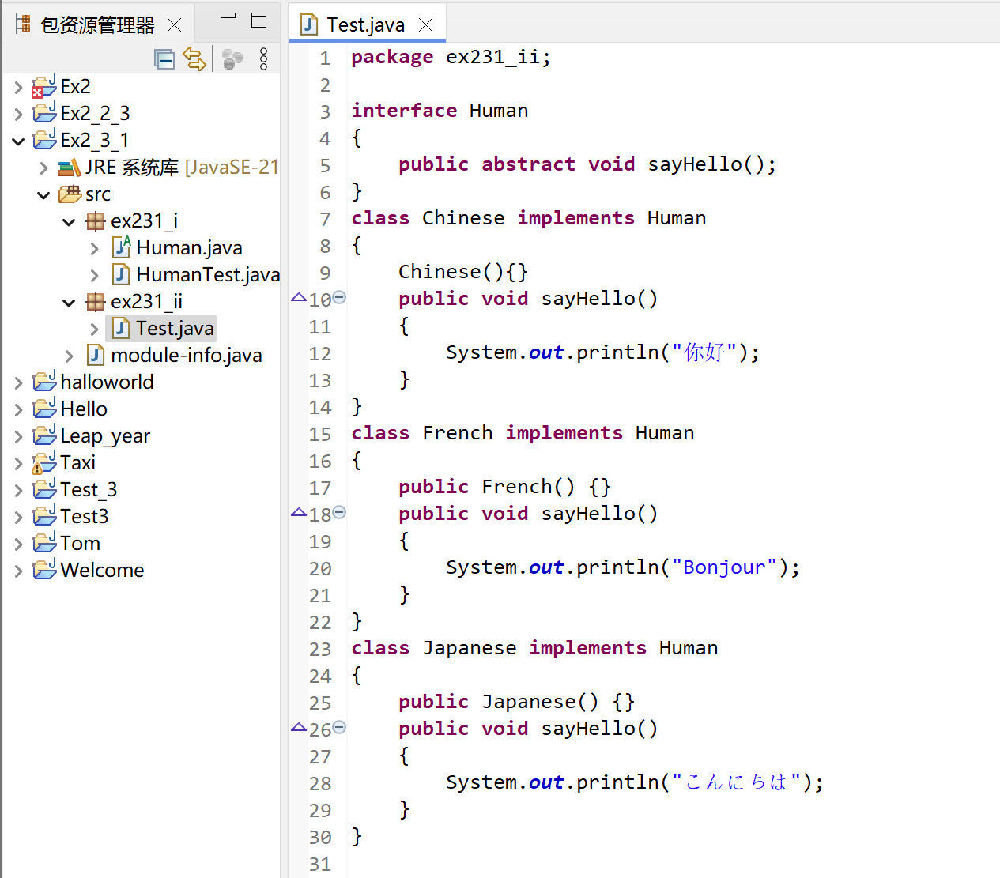 包资源管理器
Ex2
Ex2_2_3
Ex2_3_1
JRE 系统库 [JavaSE-21
src
ex231_i
Human.java
HumanTest.java
ex231_ii
Test.java
module-info.java
halloworld
Hello
Leap_year
Taxi
Test_3
Test3
Tom
Welcome
Test.java
1 package ex231_ii;
2
3 interface Human
4 {
5 public abstract void sayHello();
6 }
7 class Chinese implements Human
8 {
9 Chinese(){}
10 public void sayHello()
11 {
12 System.out.println("你好");
13 }
14 }
15 class French implements Human
16 {
17 public French() {}
18 public void sayHello()
19 {
20 System.out.println("Bonjour");
21 }
22 }
23 class Japanese implements Human
24 {
25 public Japanese() {}
26 public void sayHello()
27 {
28 System.out.println("こんにちは");
29 }
30 }
31